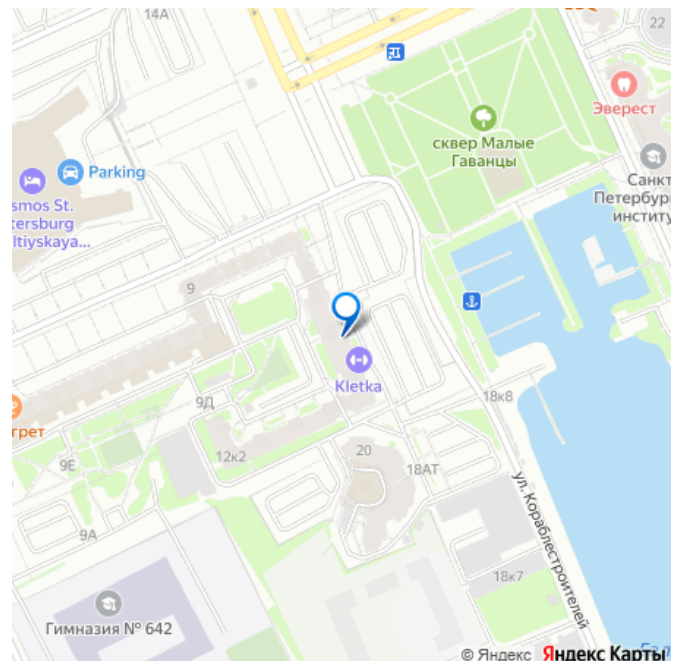 14А
22
Эверест
Parking
сквер Малые
Гаванцы
Санкт
Петербур
институ
smos St.
tersburg
ltiyskaya...
9
Kletka
грет
9Д
18к8
9Е
12к2
20
18АТ
ул. Кораблестроителей
9А
18к7
Гимназия № 642
© Яндекс Яндекс Карты